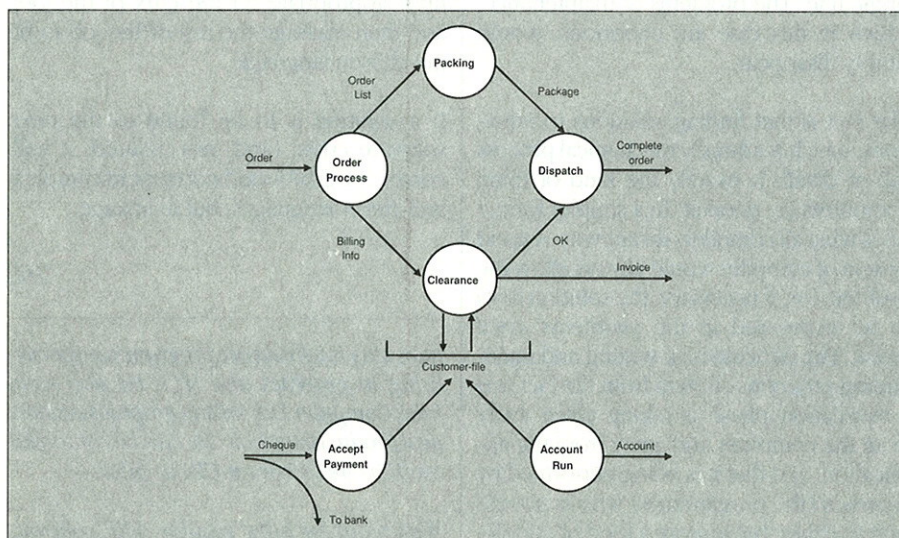 Packing
Order
List
Package
Order
Order
Process
Dispatch
Complete
order
Billing
Info
OK
Clearance
Invoice
Customer-file
Cheque
Accept
Payment
Account
Run
Account
To bank